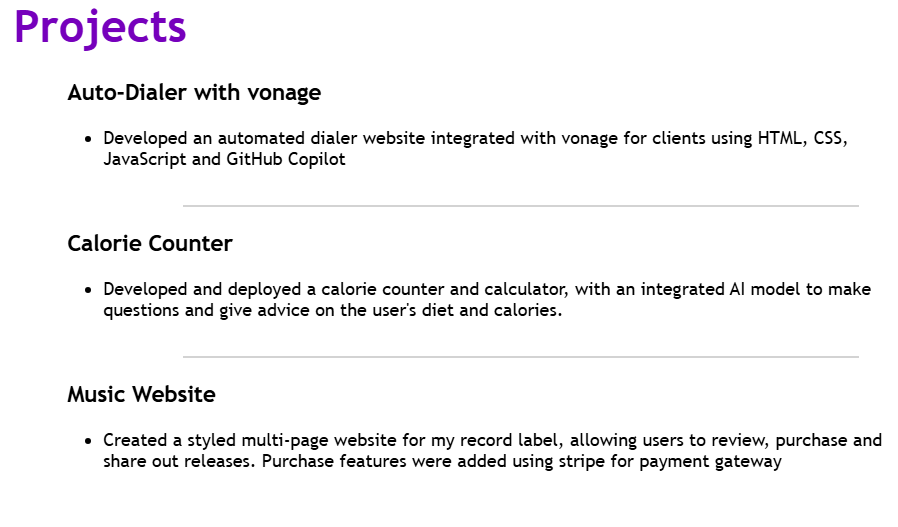 Projects
Auto-Dialer with vonage
• Developed an automated dialer website integrated with vonage for clients using HTML, CSS,
JavaScript and GitHub Copilot
Calorie Counter
• Developed and deployed a calorie counter and calculator, with an integrated AI model to make
questions and give advice on the user's diet and calories.
Music Website
• Created a styled multi-page website for my record label, allowing users to review, purchase and
share out releases. Purchase features were added using stripe for payment gateway